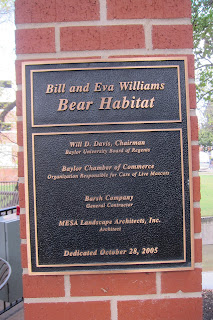 Bill and Eva Williams
Bear Habitat
Will D. Davis, Chairman
Baylor University Board of Regents
Baylor Chamber of Commerce
Organization Responsible for Care of Live Mascots
Barsh Company
General Contractor
MESA Landscape Architects, Inc.
Architect
Dedicated October 28, 2005